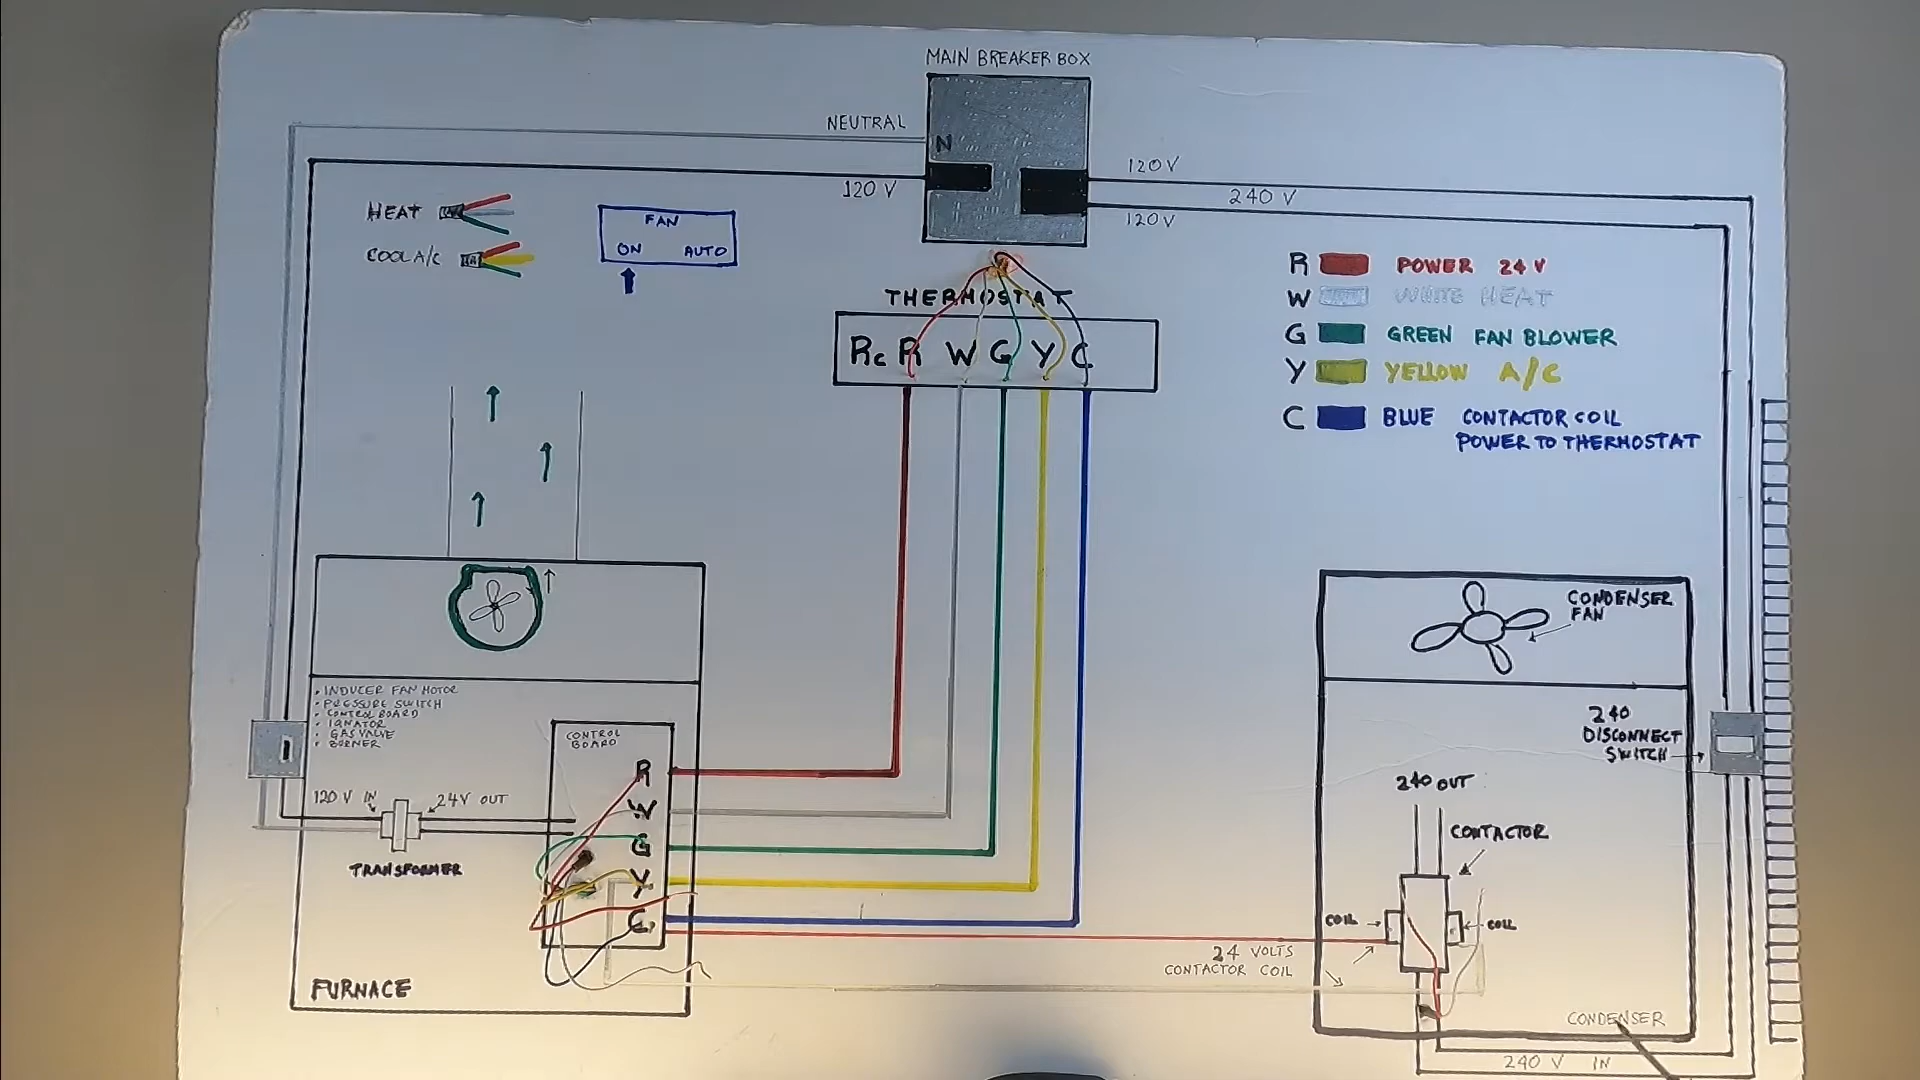 MAIN BREAKER BOX
NEUTRAL
N
120 V
120 V
240 V
120 V
HEAT
COOL A/C
FAN
ON AUTO
THERMOSTAT
Rc R W G Y C
R POWER 24 V
W WHITE HEAT
G GREEN FAN BLOWER
Y YELLOW A/C
C BLUE CONTACTOR COIL
POWER TO THERMOSTAT
• INDUCER FAN MOTOR
• PRESSURE SWITCH
• CONTROL BOARD
• IGNATOR
• GAS VALVE
• BURNER
CONTROL
BOARD
R
W
G
Y
C
120 V IN
24V OUT
TRANSFORMER
FURNACE
CONDENSER
FAN
240
DISCONNECT
SWITCH
240 OUT
CONTACTOR
COIL
COIL
24 VOLTS
CONTACTOR COIL
CONDENSER
240 V IN